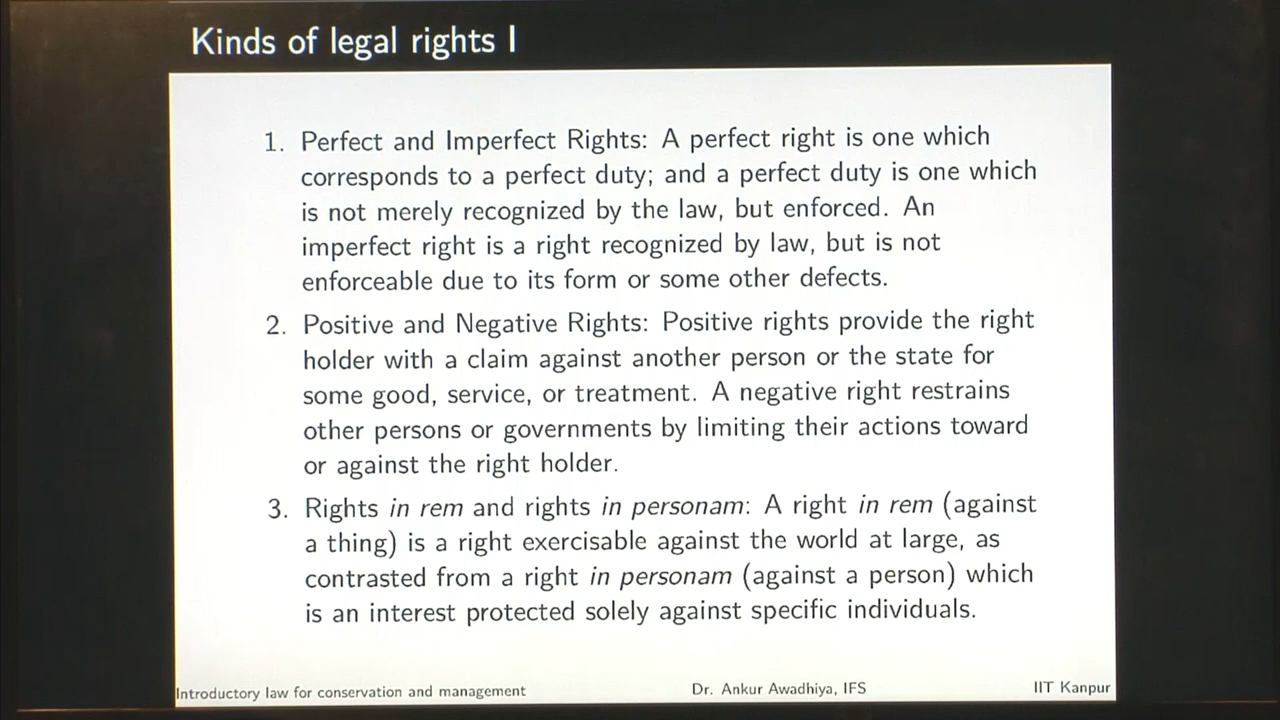 Kinds of legal rights I
1. Perfect and Imperfect Rights: A perfect right is one which
corresponds to a perfect duty; and a perfect duty is one which
is not merely recognized by the law, but enforced. An
imperfect right is a right recognized by law, but is not
enforceable due to its form or some other defects.
2. Positive and Negative Rights: Positive rights provide the right
holder with a claim against another person or the state for
some good, service, or treatment. A negative right restrains
other persons or governments by limiting their actions toward
or against the right holder.
3. Rights in rem and rights in personam: A right in rem (against
a thing) is a right exercisable against the world at large, as
contrasted from a right in personam (against a person) which
is an interest protected solely against specific individuals.
Introductory law for conservation and management Dr. Ankur Awadhiya, IFS IIT Kanpur